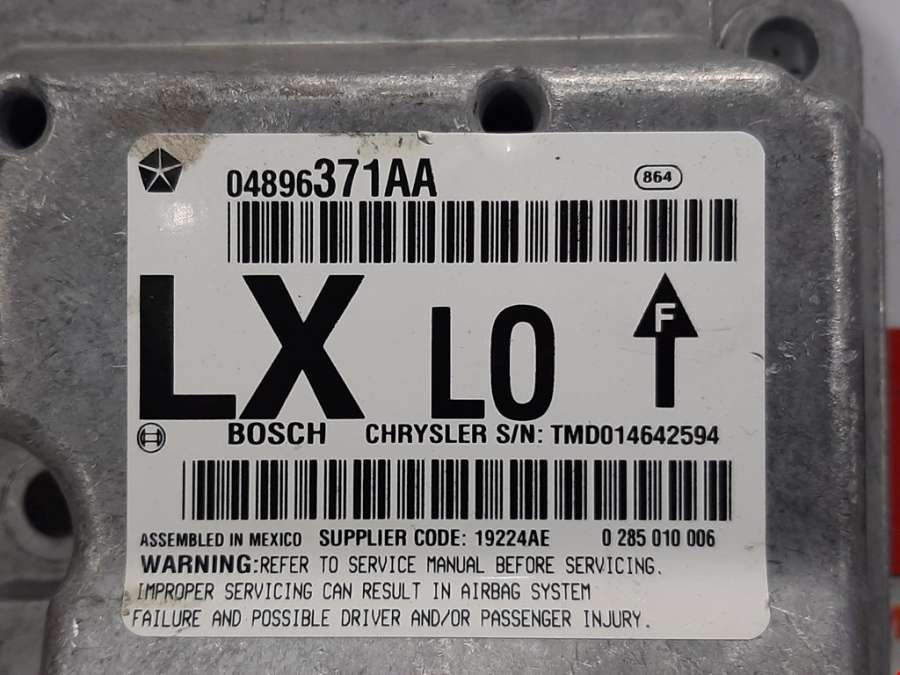 04896371AA 864
LX LO F
BOSCH CHRYSLER S/N: TMD014642594
ASSEMBLED IN MEXICO SUPPLIER CODE: 19224AE 0 285 010 006
WARNING:REFER TO SERVICE MANUAL BEFORE SERVICING.
IMPROPER SERVICING CAN RESULT IN AIRBAG SYSTEM
FAILURE AND POSSIBLE DRIVER AND/OR PASSENGER INJURY.